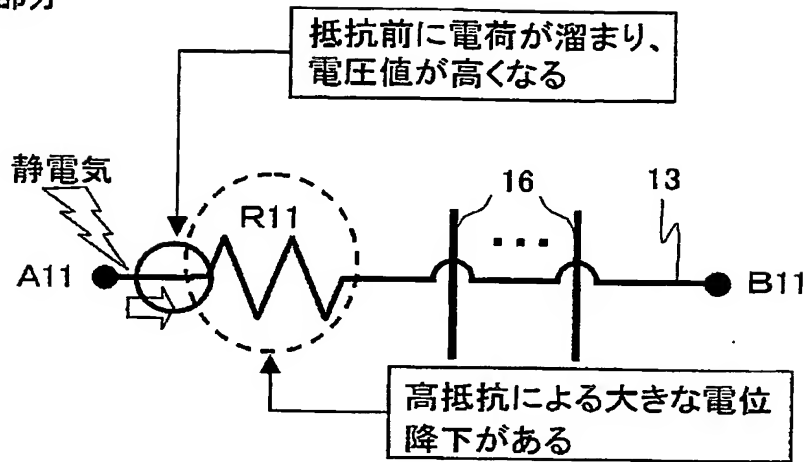 部分
抵抗前に電荷が溜まり、
電圧値が高くなる
静電気
R11
16
13
A11
B11
高抵抗による大きな電位
降下がある